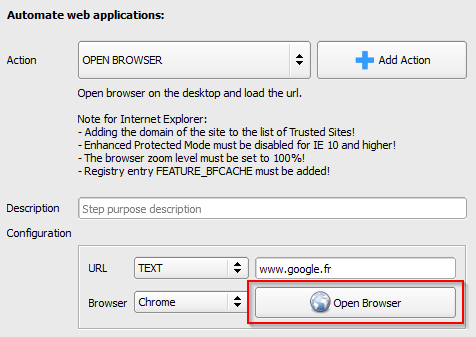 Automate web applications:
Action OPEN BROWSER Add Action
Open browser on the desktop and load the url.
Note for Internet Explorer:
- Adding the domain of the site to the list of Trusted Sites!
- Enhanced Protected Mode must be disabled for IE 10 and higher!
- The browser zoom level must be set to 100%!
- Registry entry FEATURE_BFCACHE must be added!
Description Step purpose description
Configuration
URL TEXT www.google.fr
Browser Chrome Open Browser